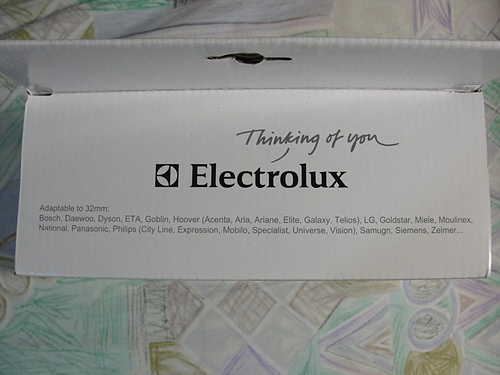 Thinking of you
Electrolux
Adaptable to 32mm:
Bosch, Daewoo, Dyson, ETA, Goblin, Hoover (Acenta, Aria, Ariane, Elite, Galaxy, Telios), LG, Goldstar, Miele, Moulinex,
National, Panasonic, Philips (City Line, Expression, Mobilo, Specialist, Universe, Vision), Samugn, Siemens, Zelmer...